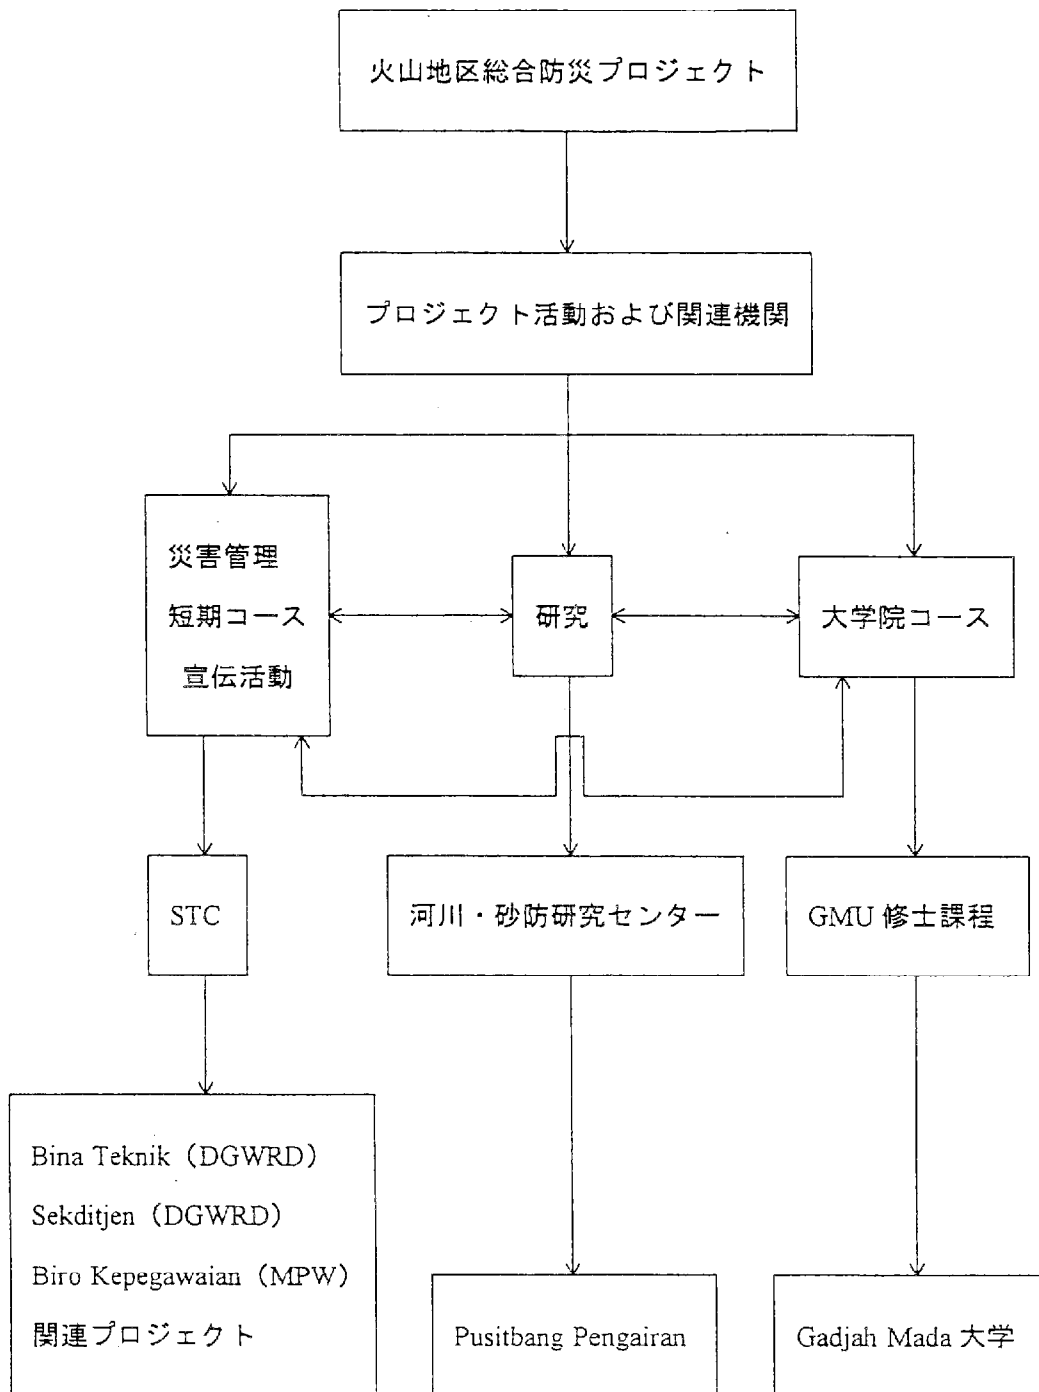 火山地区総合防災プロジェクト
プロジェクト活動および関連機関
災害管理
短期コース
宣伝活動
研究
大学院コース
STC
河川・砂防研究センター
GMU 修士課程
Bina Teknik（DGWRD）
Sekditjen（DGWRD）
Biro Kepegawaian（MPW）
関連プロジェクト
Pusitbang Pengairan
Gadjah Mada 大学